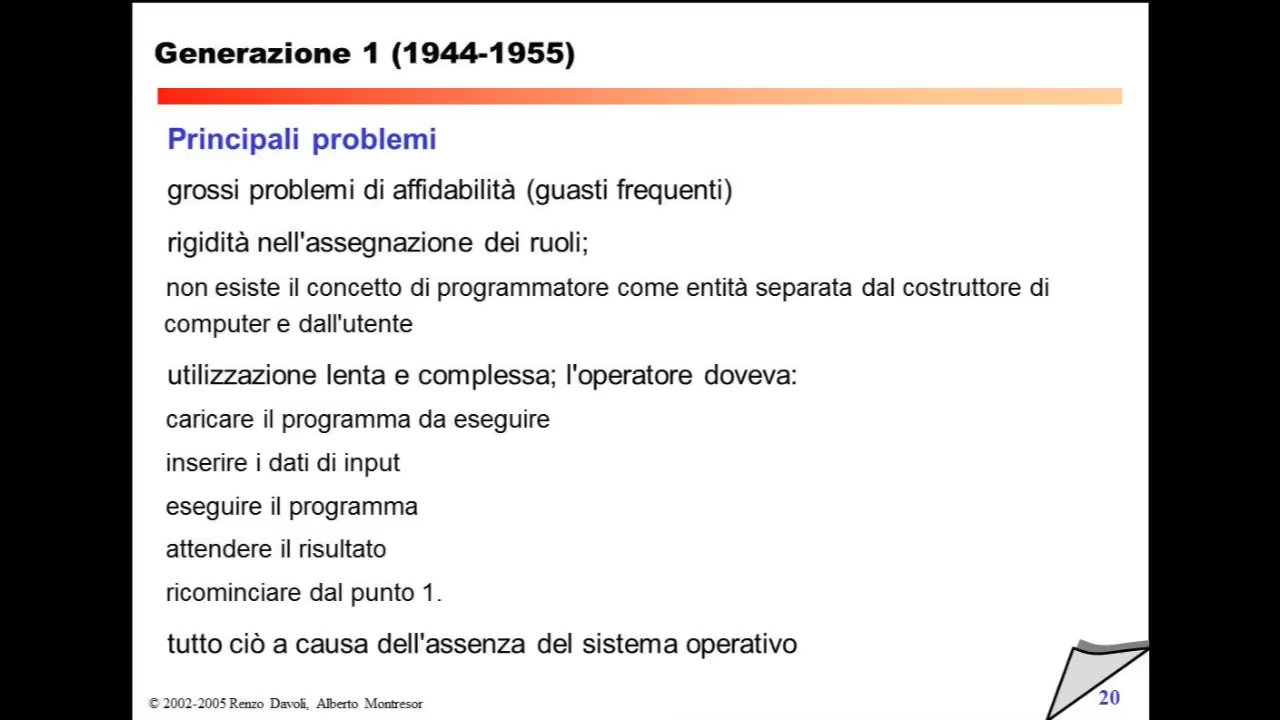 Generazione 1 (1944-1955)
Principali problemi
grossi problemi di affidabilità (guasti frequenti)
rigidità nell'assegnazione dei ruoli;
non esiste il concetto di programmatore come entità separata dal costruttore di
computer e dall'utente
utilizzazione lenta e complessa; l'operatore doveva:
caricare il programma da eseguire
inserire i dati di input
eseguire il programma
attendere il risultato
ricominciare dal punto 1.
tutto ciò a causa dell'assenza del sistema operativo
© 2002-2005 Renzo Davoli, Alberto Montresor
20